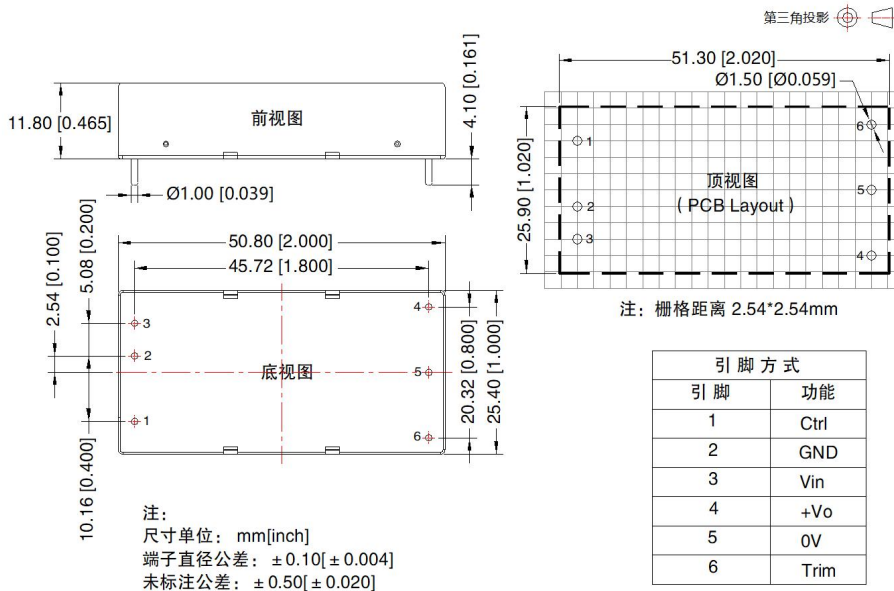 第三角投影
11.80 [0.465]
前视图
4.10 [0.161]
Ø1.00 [0.039]
51.30 [2.020]
Ø1.50 [Ø0.059]
25.90 [1.020]
1
2
3
6
5
4
顶视图
( PCB Layout )
注: 栅格距离 2.54*2.54mm
50.80 [2.000]
45.72 [1.800]
2.54 [0.100]
5.08 [0.200]
10.16 [0.400]
3
2
1
底视图
4
5
6
20.32 [0.800]
25.40 [1.000]
注:
尺寸单位: mm[inch]
端子直径公差: ±0.10[±0.004]
未标注公差: ±0.50[±0.020]
引脚方式
引脚 功能
1 Ctrl
2 GND
3 Vin
4 +Vo
5 0V
6 Trim